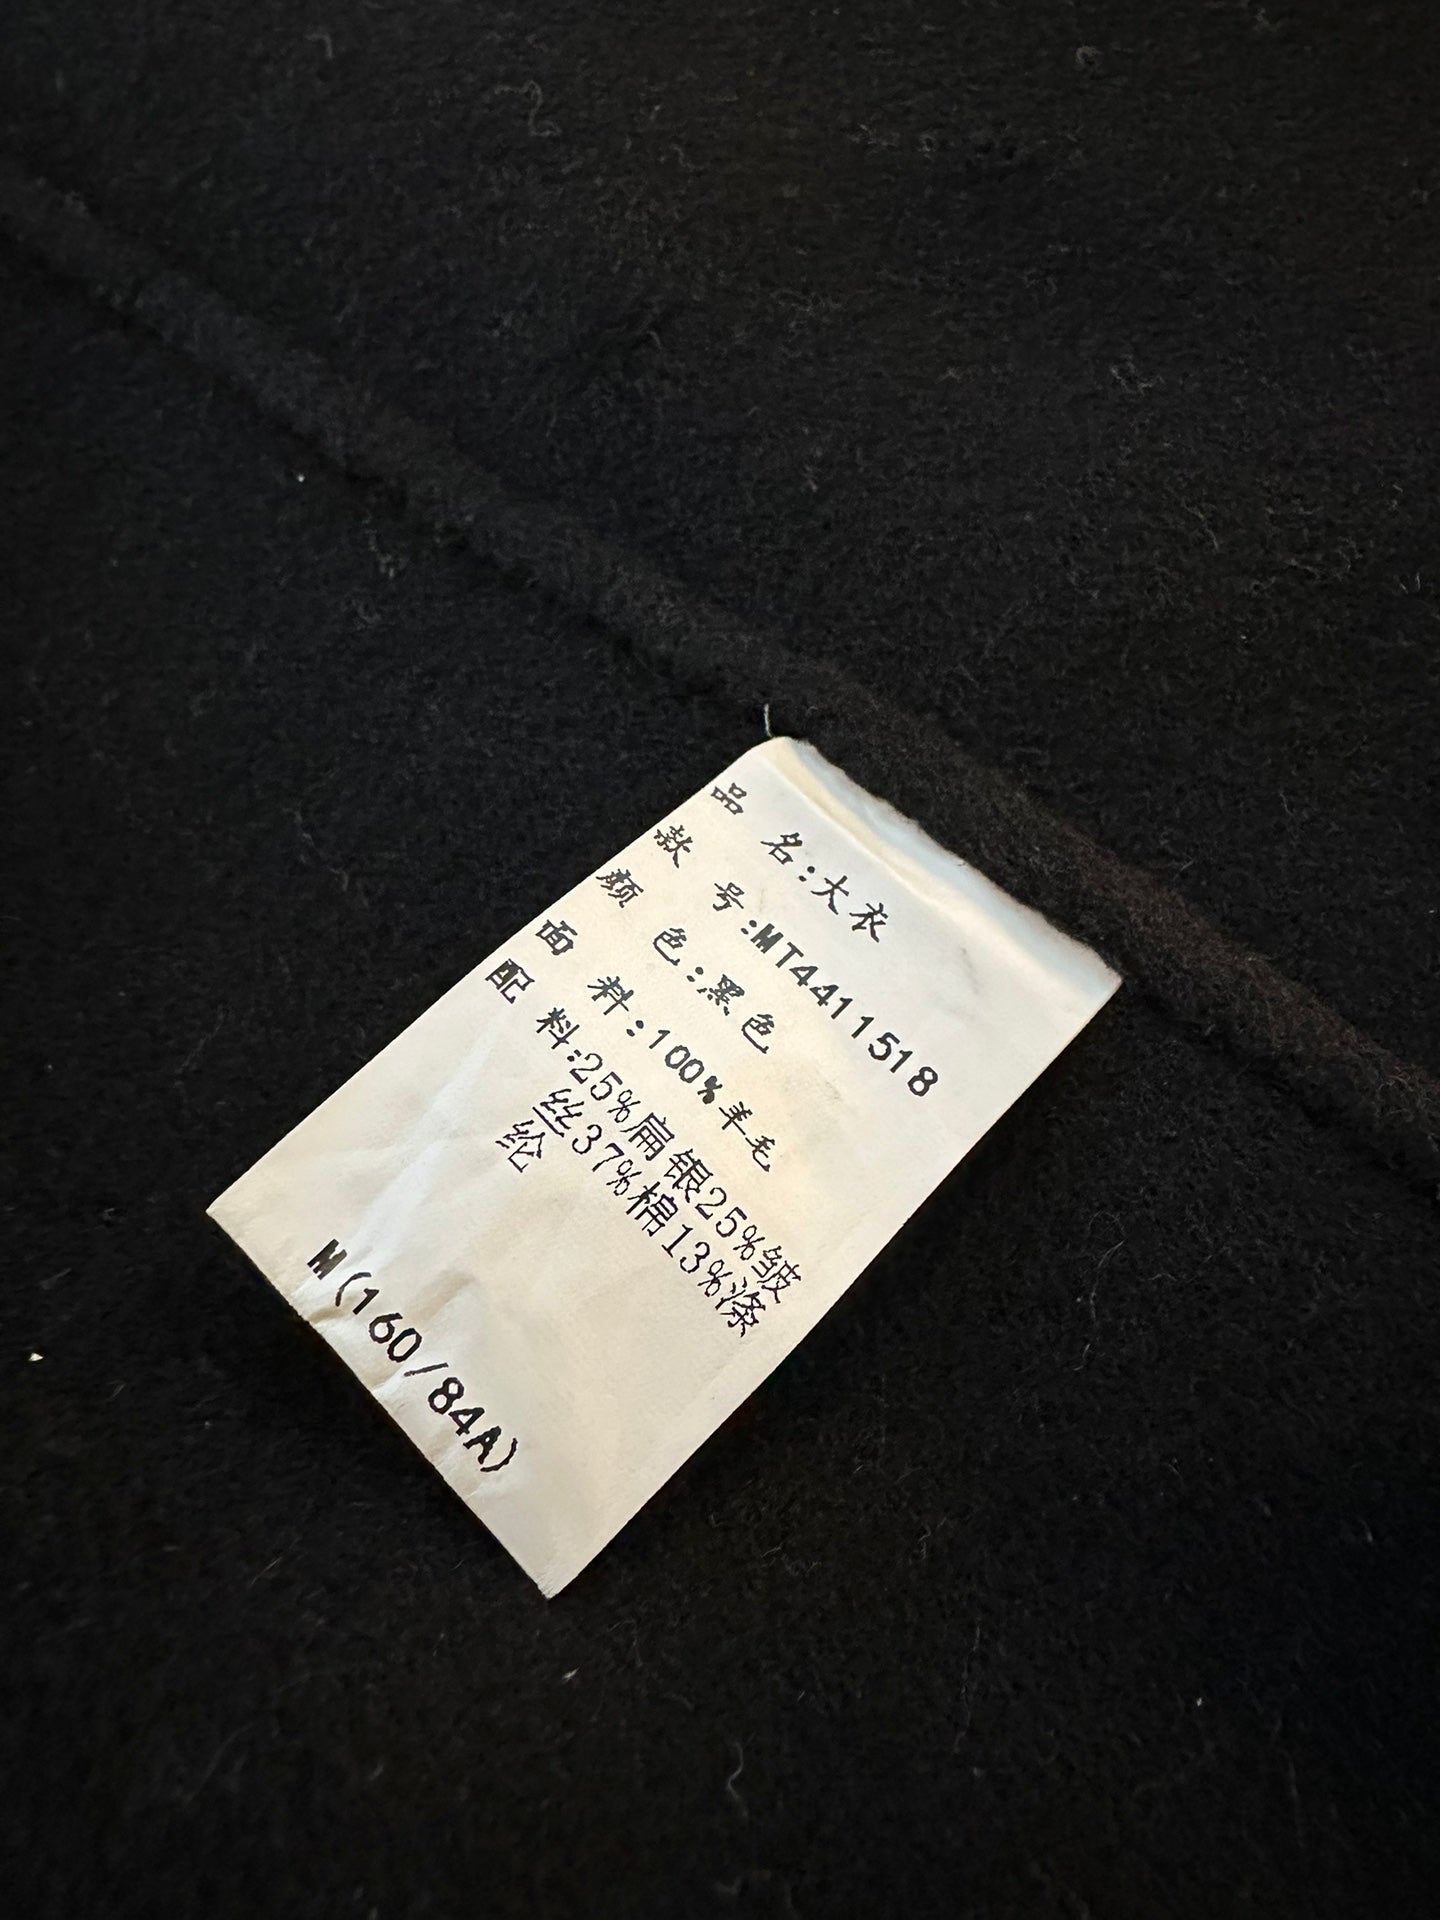 品 名:大衣
款 号:MT4411518
颜 色:黑色
面 料:100%羊毛
配 料:25%扁银25%皱
丝37%棉13%涤
纶
M(160/84A)